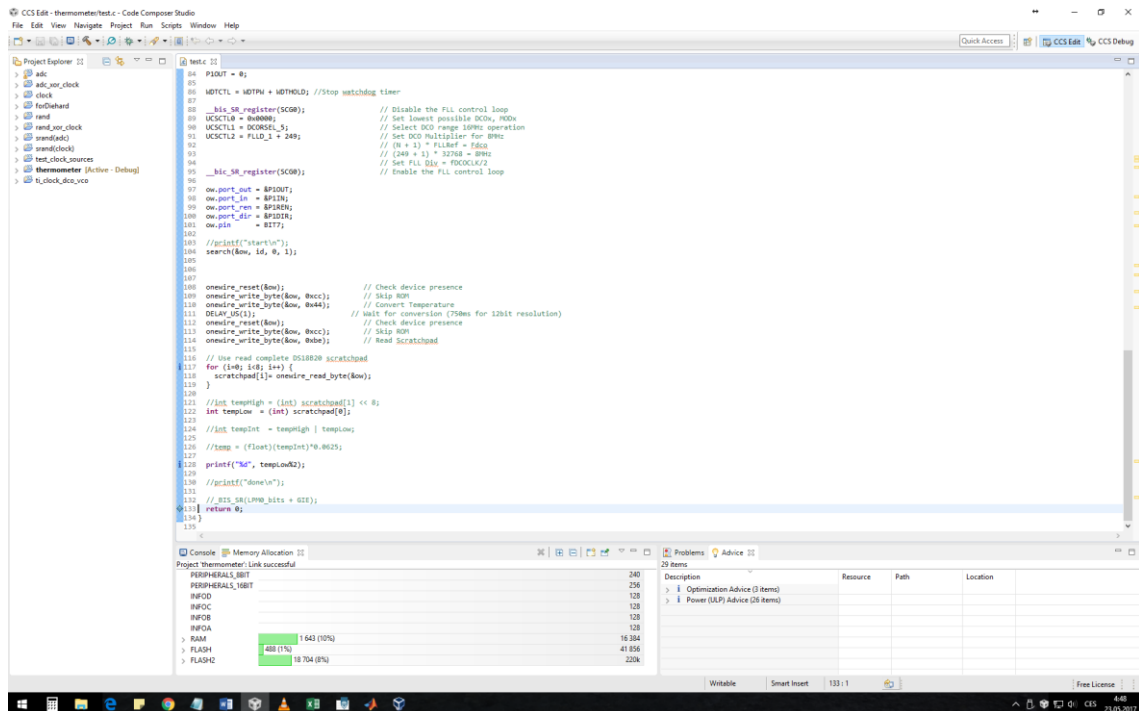 CCS Edit - thermometer/test.c - Code Composer Studio
File Edit View Navigate Project Run Scripts Window Help
Quick Access
CCS Edit
CCS Debug
Project Explorer
adc
adc_xor_clock
clock
forDiehard
rand
rand_xor_clock
srand(adc)
srand(clock)
test_clock_sources
thermometer [Active - Debug]
ti_clock_dco_vco
test.c
84 P1OUT = 0;
85
86 WDTCTL = WDTPW + WDTHOLD; //Stop watchdog timer
87
88 __bis_SR_register(SCG0); // Disable the FLL control loop
89 UCSCTL0 = 0x0000; // Set lowest possible DCOx, MODx
90 UCSCTL1 = DCORSEL_5; // Select DCO range 16MHz operation
91 UCSCTL2 = FLLD_1 + 249; // Set DCO Multiplier for 8MHz
92 // (N + 1) * FLLRef = Fdco
93 // (249 + 1) * 32768 = 8MHz
94 // Set FLL Div = fDCOCLK/2
95 __bic_SR_register(SCG0); // Enable the FLL control loop
96
97 ow.port_out = &P1OUT;
98 ow.port_in = &P1IN;
99 ow.port_ren = &P1REN;
100 ow.port_dir = &P1DIR;
101 ow.pin = BIT7;
102
103 //printf("start\n");
104 search(&ow, id, 0, 1);
105
106
107
108 onewire_reset(&ow); // Check device presence
109 onewire_write_byte(&ow, 0xcc); // Skip ROM
110 onewire_write_byte(&ow, 0x44); // Convert Temperature
111 DELAY_US(1); // Wait for conversion (750ms for 12bit resolution)
112 onewire_reset(&ow); // Check device presence
113 onewire_write_byte(&ow, 0xcc); // Skip ROM
114 onewire_write_byte(&ow, 0xbe); // Read Scratchpad
115
116 // Use read complete DS18B20 scratchpad
117 for (i=0; i<8; i++) {
118 scratchpad[i]= onewire_read_byte(&ow);
119 }
120
121 //int tempHigh = (int) scratchpad[1] << 8;
122 int tempLow = (int) scratchpad[0];
123
124 //int tempInt = tempHigh | tempLow;
125
126 //temp = (float)(tempInt)*0.0625;
127
128 printf("%d", tempLow%2);
129
130 //printf("done\n");
131
132 //_BIS_SR(LPM0_bits + GIE);
133 return 0;
134 }
135
Console
Memory Allocation
Project 'thermometer': Link successful
PERIPHERALS_8BIT 240
PERIPHERALS_16BIT 256
INFOD 128
INFOC 128
INFOB 128
INFOA 128
RAM 1 643 (10%) 16 384
FLASH 488 (1%) 41 856
FLASH2 18 704 (8%) 220k
Problems
Advice
29 items
Description Resource Path Location
Optimization Advice (3 items)
Power (ULP) Advice (26 items)
Writable Smart Insert 133 : 1 Free License
CES
4:48
23.05.2017